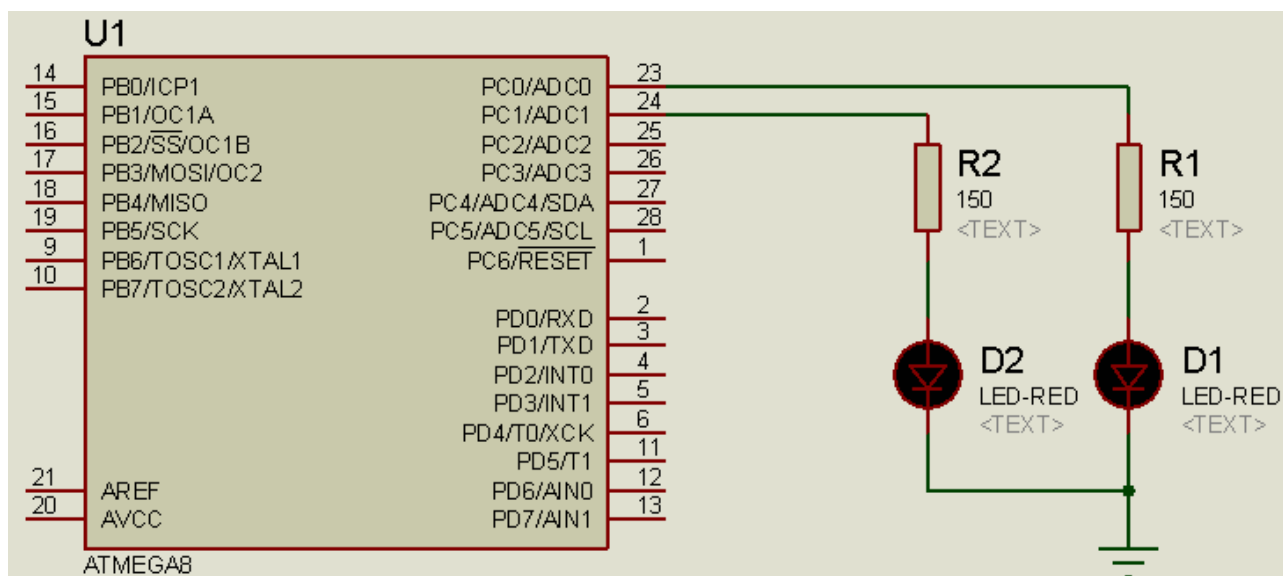 U1
14 PB0/ICP1 PC0/ADC0 23
15 PB1/OC1A PC1/ADC1 24
16 PB2/SS/OC1B PC2/ADC2 25
17 PB3/MOSI/OC2 PC3/ADC3 26
18 PB4/MISO PC4/ADC4/SDA 27
19 PB5/SCK PC5/ADC5/SCL 28
9 PB6/TOSC1/XTAL1 PC6/RESET 1
10 PB7/TOSC2/XTAL2
PD0/RXD 2
PD1/TXD 3
PD2/INT0 4
PD3/INT1 5
PD4/T0/XCK 6
PD5/T1 11
21 AREF PD6/AIN0 12
20 AVCC PD7/AIN1 13
ATMEGA8
R2
150
<TEXT>
R1
150
<TEXT>
D2
LED-RED
<TEXT>
D1
LED-RED
<TEXT>